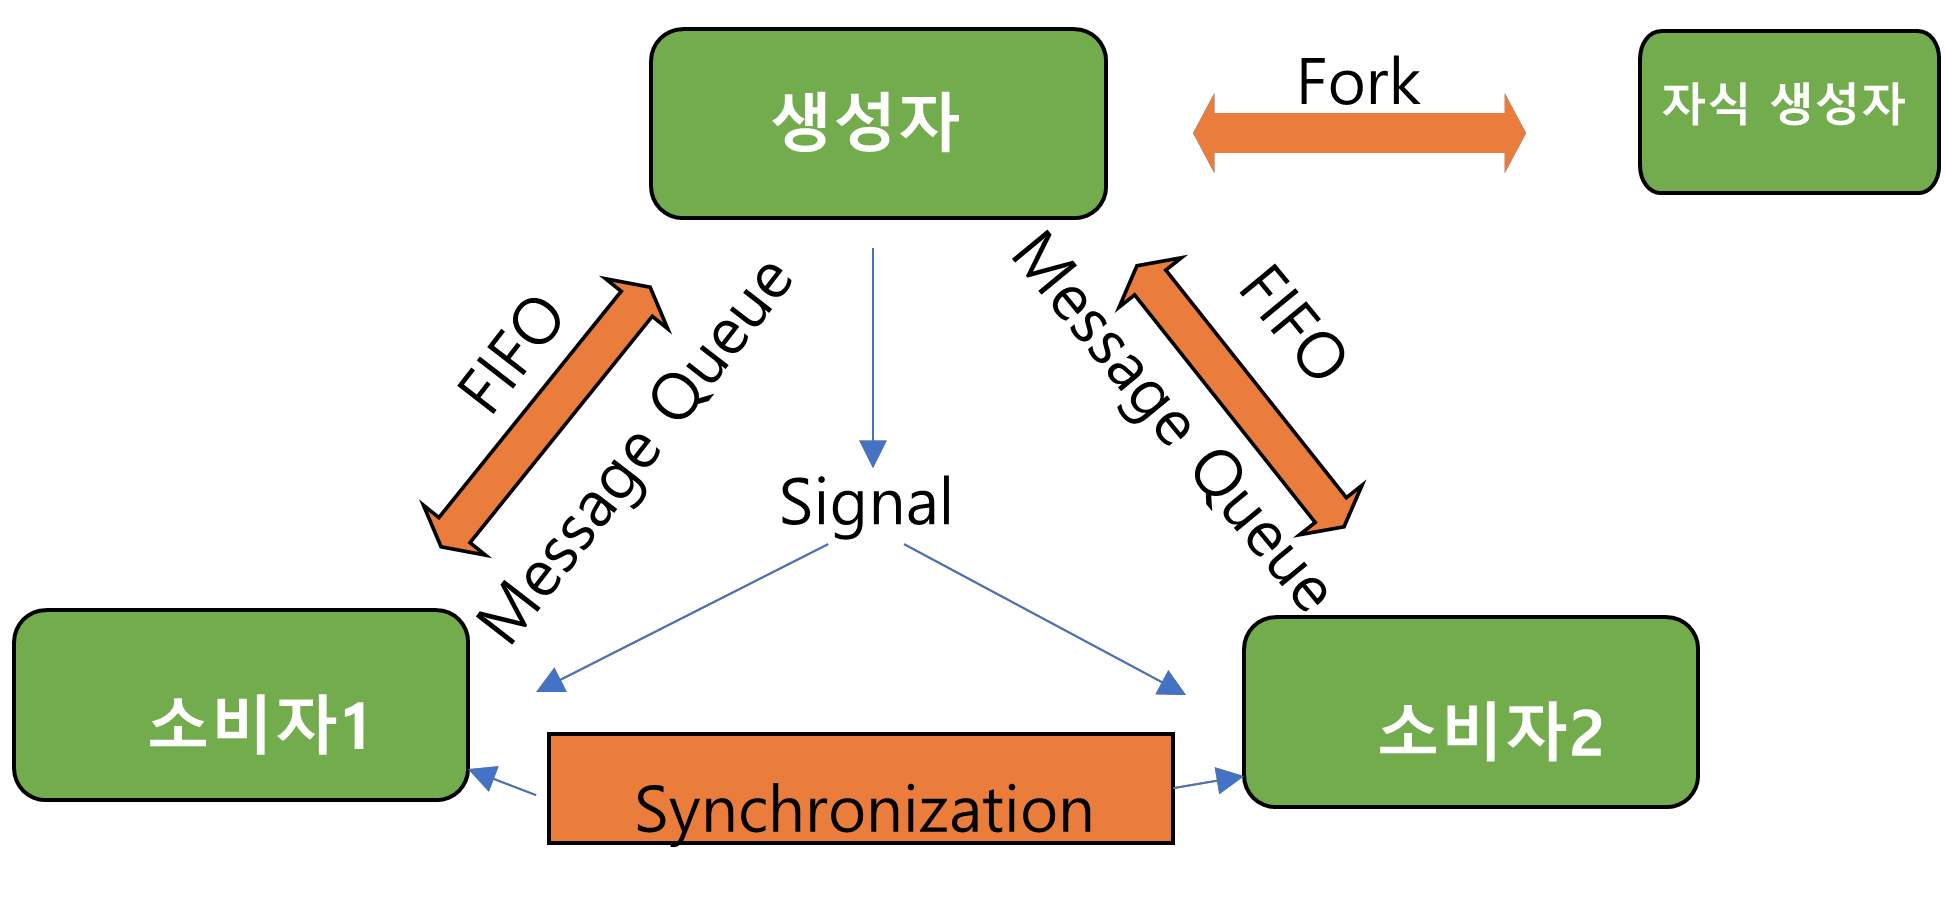 생성자
Fork
자식 생성자
FIFO
Message Queue
Message Queue
FIFO
Signal
소비자1
소비자2
Synchronization